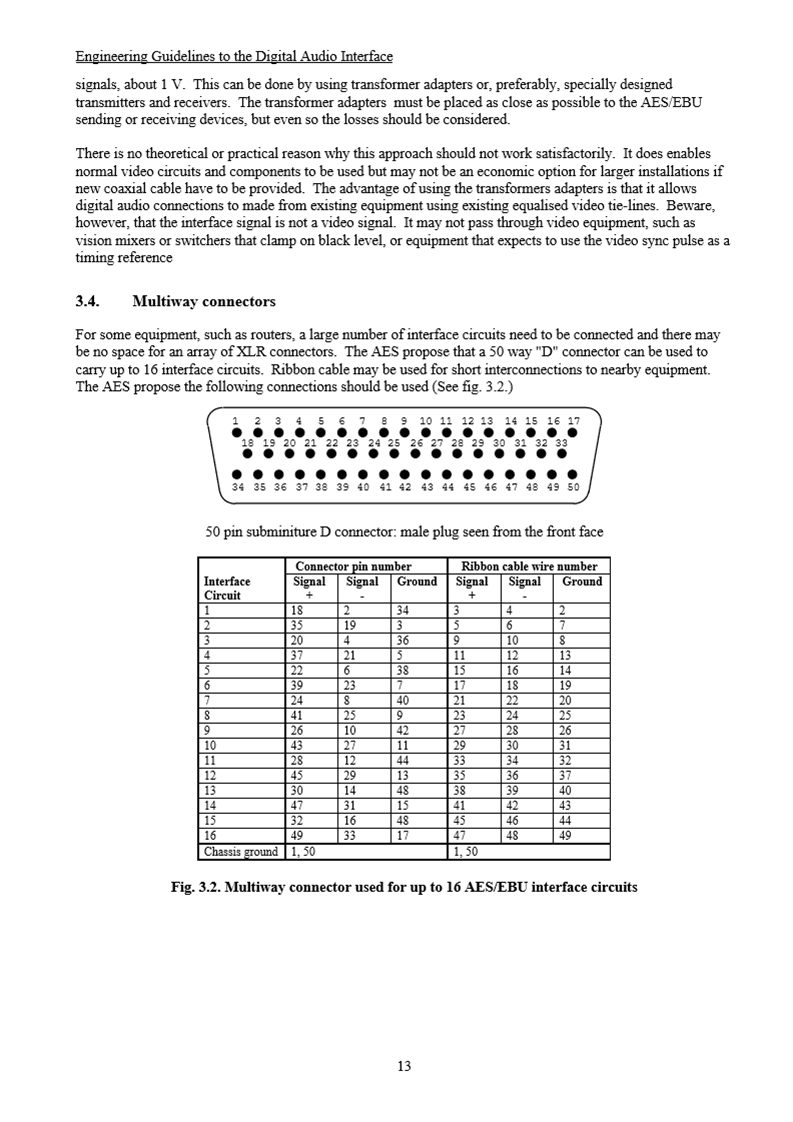 Engineering Guidelines to the Digital Audio Interface
signals, about 1 V. This can be done by using transformer adapters or, preferably, specially designed
transmitters and receivers. The transformer adapters must be placed as close as possible to the AES/EBU
sending or receiving devices, but even so the losses should be considered.
There is no theoretical or practical reason why this approach should not work satisfactorily. It does enables
normal video circuits and components to be used but may not be an economic option for larger installations if
new coaxial cable have to be provided. The advantage of using the transformers adapters is that it allows
digital audio connections to made from existing equipment using existing equalised video tie-lines. Beware,
however, that the interface signal is not a video signal. It may not pass through video equipment, such as
vision mixers or switchers that clamp on black level, or equipment that expects to use the video sync pulse as a
timing reference
3.4. Multiway connectors
For some equipment, such as routers, a large number of interface circuits need to be connected and there may
be no space for an array of XLR connectors. The AES propose that a 50 way "D" connector can be used to
carry up to 16 interface circuits. Ribbon cable may be used for short interconnections to nearby equipment.
The AES propose the following connections should be used (See fig. 3.2.)
1 2 3 4 5 6 7 8 9 10 11 12 13 14 15 16 17
18 19 20 21 22 23 24 25 26 27 28 29 30 31 32 33
34 35 36 37 38 39 40 41 42 43 44 45 46 47 48 49 50
50 pin subminiture D connector: male plug seen from the front face
Connector pin number Ribbon cable wire number
Interface Signal Signal Ground Signal Signal Ground
Circuit + - + -
1 18 2 34 3 4 2
2 35 19 3 5 6 7
3 20 4 36 9 10 8
4 37 21 5 11 12 13
5 22 6 38 15 16 14
6 39 23 7 17 18 19
7 24 8 40 21 22 20
8 41 25 9 23 24 25
9 26 10 42 27 28 26
10 43 27 11 29 30 31
11 28 12 44 33 34 32
12 45 29 13 35 36 37
13 30 14 48 38 39 40
14 47 31 15 41 42 43
15 32 16 48 45 46 44
16 49 33 17 47 48 49
Chassis ground 1, 50 1, 50
Fig. 3.2. Multiway connector used for up to 16 AES/EBU interface circuits
13